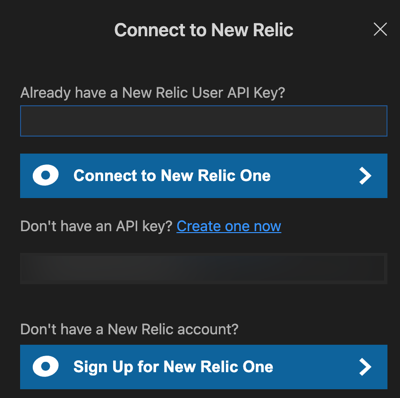 Connect to New Relic
Already have a New Relic User API Key?
Connect to New Relic One
Don't have an API key? Create one now
Don't have a New Relic account?
Sign Up for New Relic One